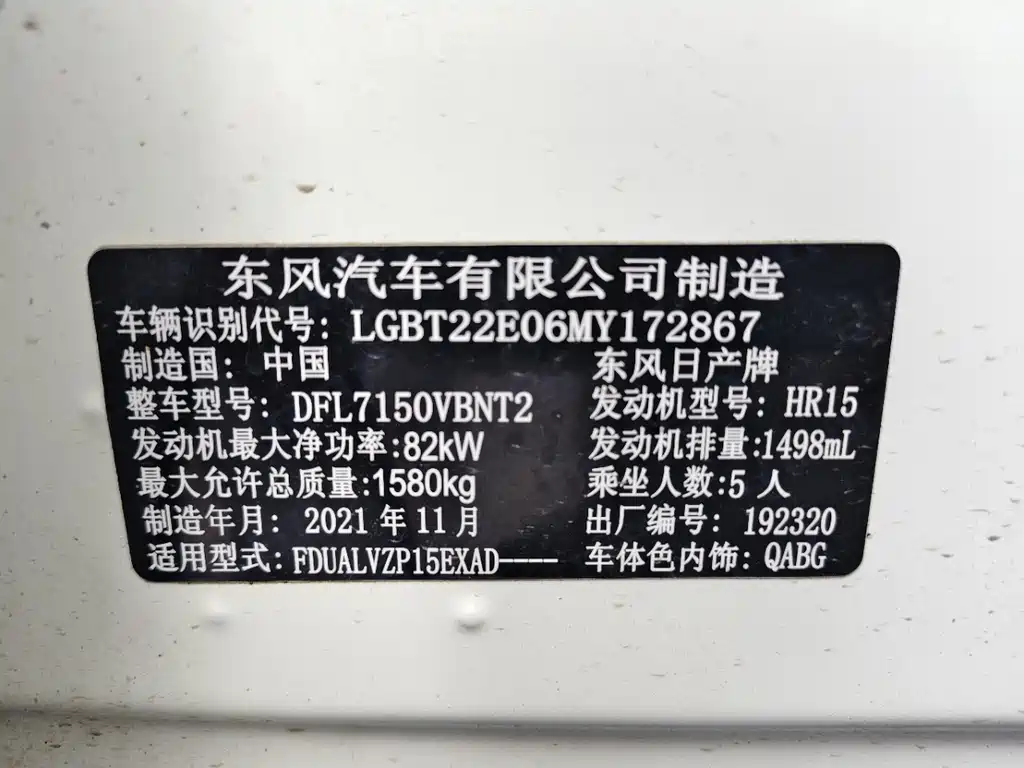 东风汽车有限公司制造
车辆识别代号: LGBT22E06MY172867
制造国: 中国 东风日产牌
整车型号: DFL7150VBNT2 发动机型号: HR15
发动机最大净功率:82kW 发动机排量:1498mL
最大允许总质量:1580kg 乘坐人数:5 人
制造年月: 2021 年 11 月 出厂编号: 192320
适用型式: FDUALVZP15EXAD---- 车体色内饰: QABG